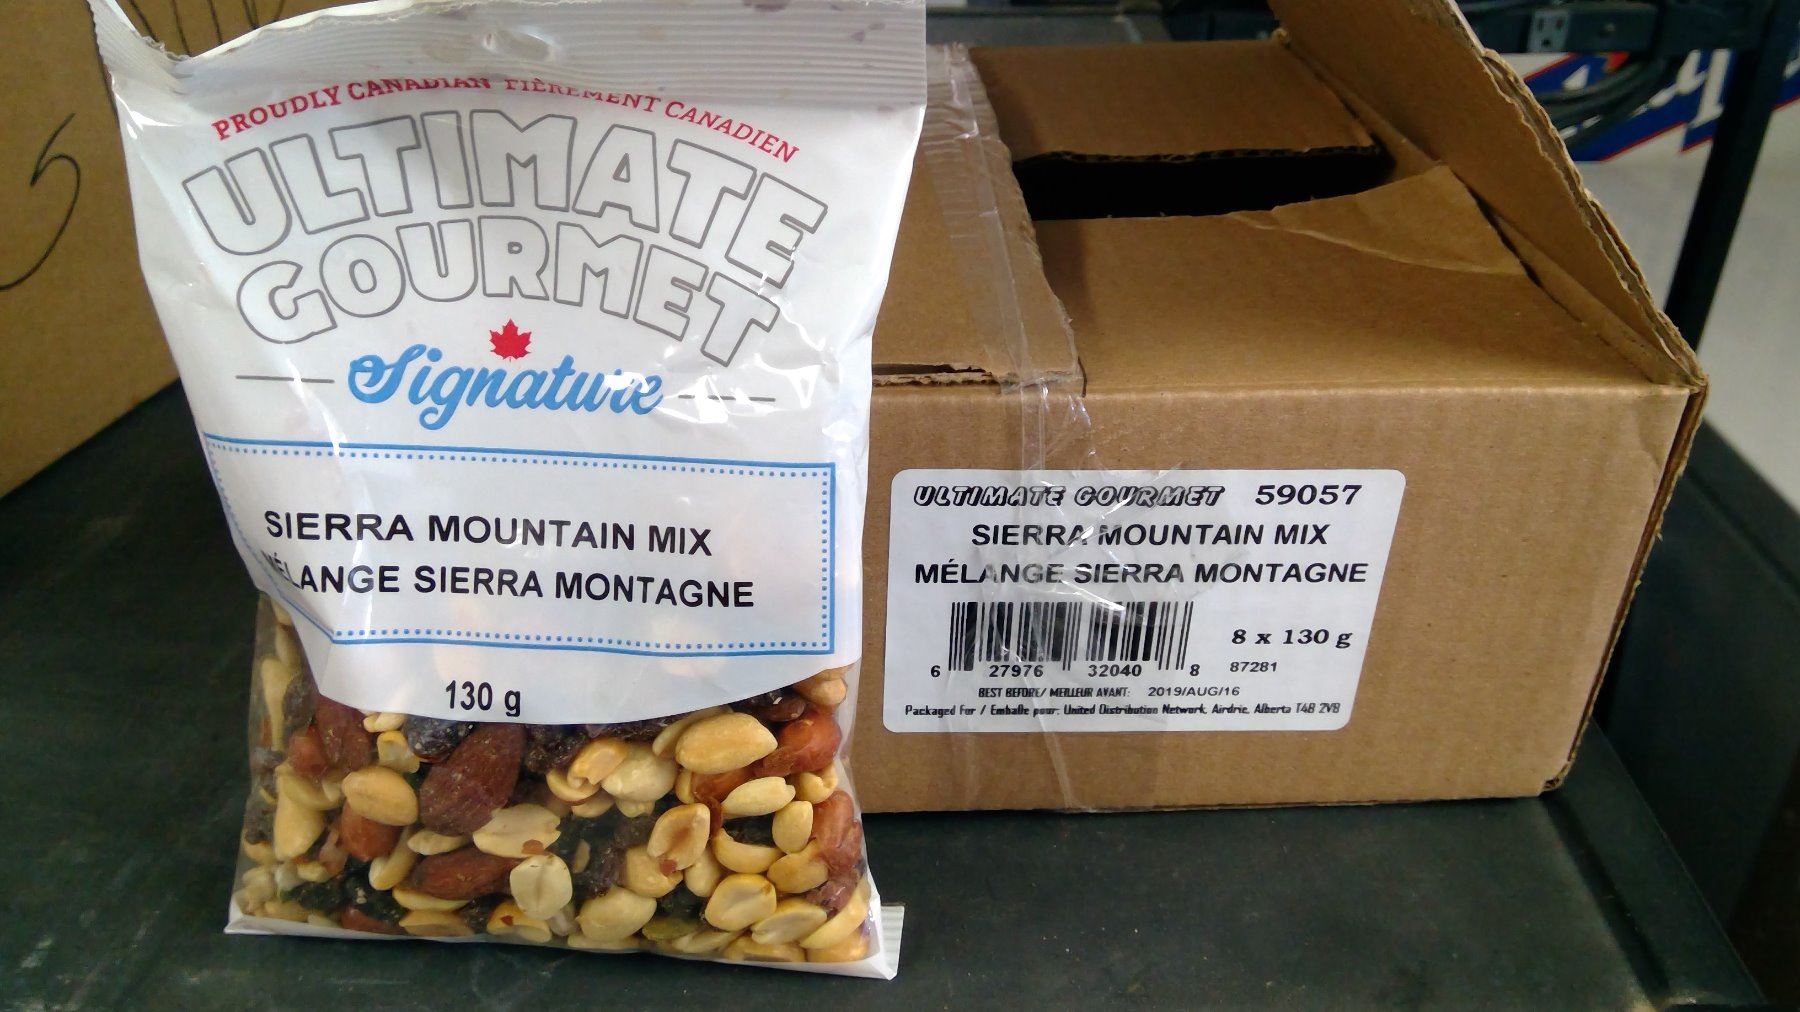 PROUDLY CANADIAN FIÈREMENT CANADIEN
ULTIMATE
GOURMET
Signature
SIERRA MOUNTAIN MIX
MÉLANGE SIERRA MONTAGNE
130 g
ULTIMATE GOURMET 59057
SIERRA MOUNTAIN MIX
MÉLANGE SIERRA MONTAGNE
8 x 130 g
6 27976 32040 8 87281
BEST BEFORE/ MEILLEUR AVANT: 2019/AUG/16
Packaged For / Emballe pour: United Distribution Network, Airdrie, Alberta T4B 2V8